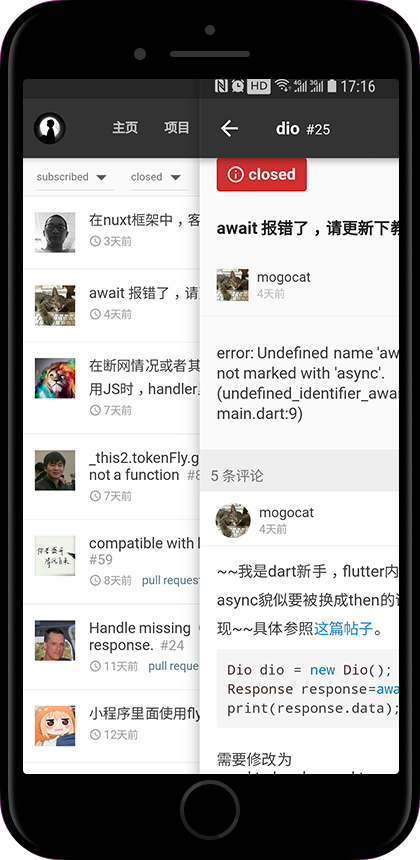 HD 4G 3G 17:16
主页 项目
subscribed closed
在nuxt框架中，客
3天前
await 报错了，请
4天前
在断网情况或者其
用JS时，handler
7天前
_this2.tokenFly.g
not a function #8
7天前
compatible with
#59
8天前 pull reques
Handle missing
response. #24
11天前 pull reque
小程序里面使用fly
12天前
dio #25
closed
await 报错了，请更新下教
mogocat
4天前
error: Undefined name 'aw
not marked with 'async'.
(undefined_identifier_awai
main.dart:9)
5 条评论
mogocat
4天前
~~我是dart新手，flutter内
async貌似要被换成then的
现~~具体参照这篇帖子。
Dio dio = new Dio();
Response response=awa
print(response.data);
需要修改为